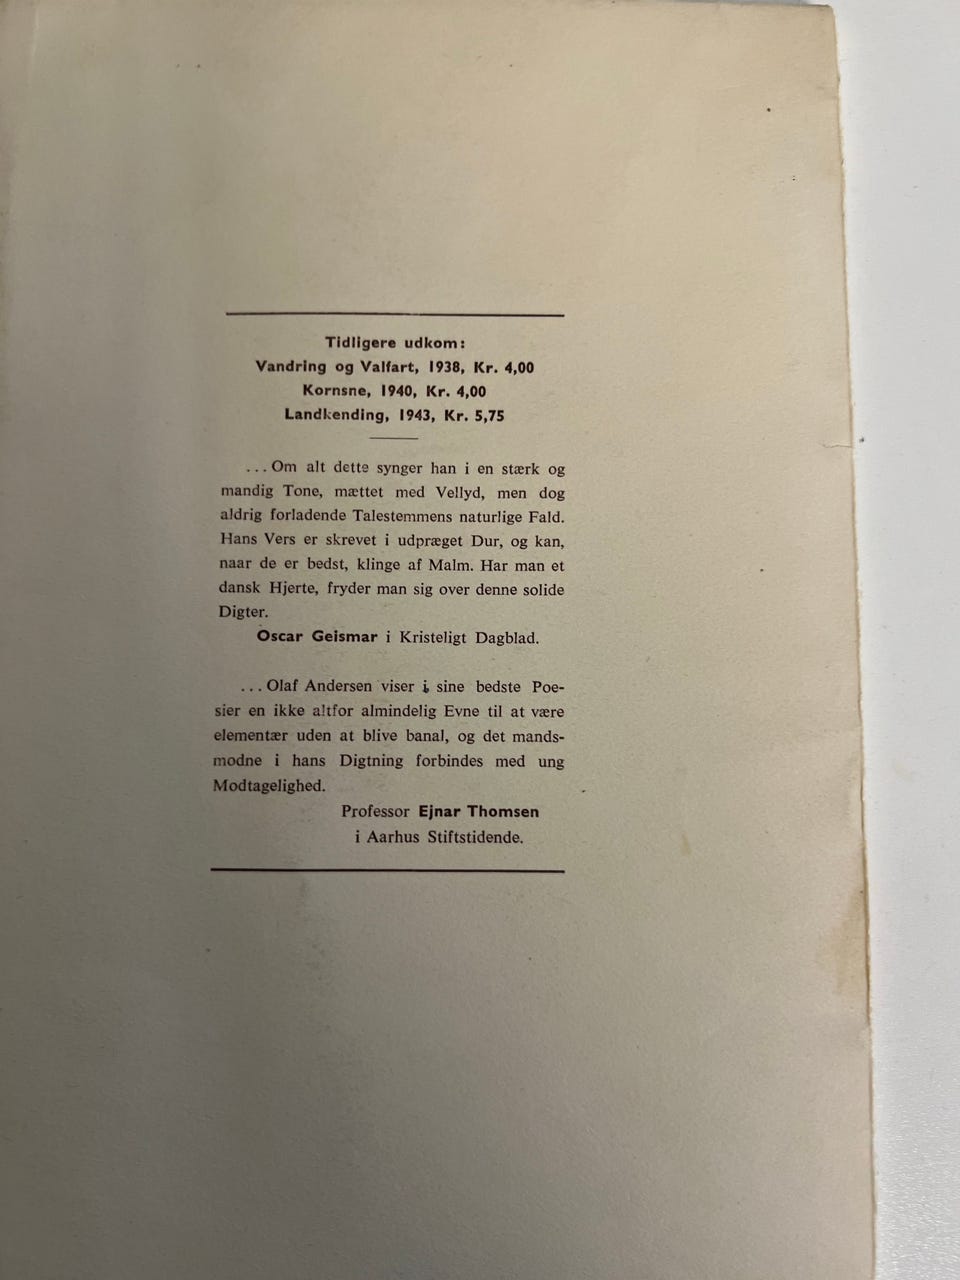 Tidligere udkom:
Vandring og Valfart, 1938, Kr. 4,00
Kornsne, 1940, Kr. 4,00
Landkending, 1943, Kr. 5,75
... Om alt dette synger han i en stærk og
mandig Tone, mættet med Vellyd, men dog
aldrig forladende Talestemmens naturlige Fald.
Hans Vers er skrevet i udpræget Dur, og kan,
naar de er bedst, klinge af Malm. Har man et
dansk Hjerte, fryder man sig over denne solide
Digter.
Oscar Geismar i Kristeligt Dagblad.
... Olaf Andersen viser i sine bedste Poe-
sier en ikke altfor almindelig Evne til at være
elementær uden at blive banal, og det mands-
modne i hans Digtning forbindes med ung
Modtagelighed.
Professor Ejnar Thomsen
i Aarhus Stiftstidende.